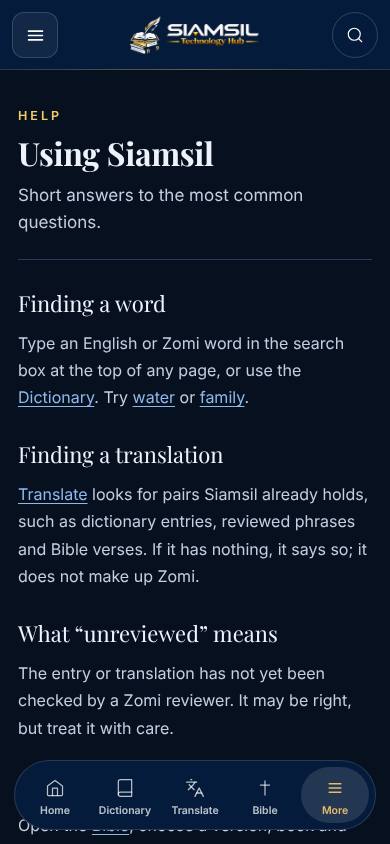 SIAMSIL
Technology Hub
HELP
Using Siamsil
Short answers to the most common
questions.
Finding a word
Type an English or Zomi word in the search
box at the top of any page, or use the
Dictionary. Try water or family.
Finding a translation
Translate looks for pairs Siamsil already holds,
such as dictionary entries, reviewed phrases
and Bible verses. If it has nothing, it says so; it
does not make up Zomi.
What “unreviewed” means
The entry or translation has not yet been
checked by a Zomi reviewer. It may be right,
but treat it with care.
Home
Dictionary
Translate
Bible
More